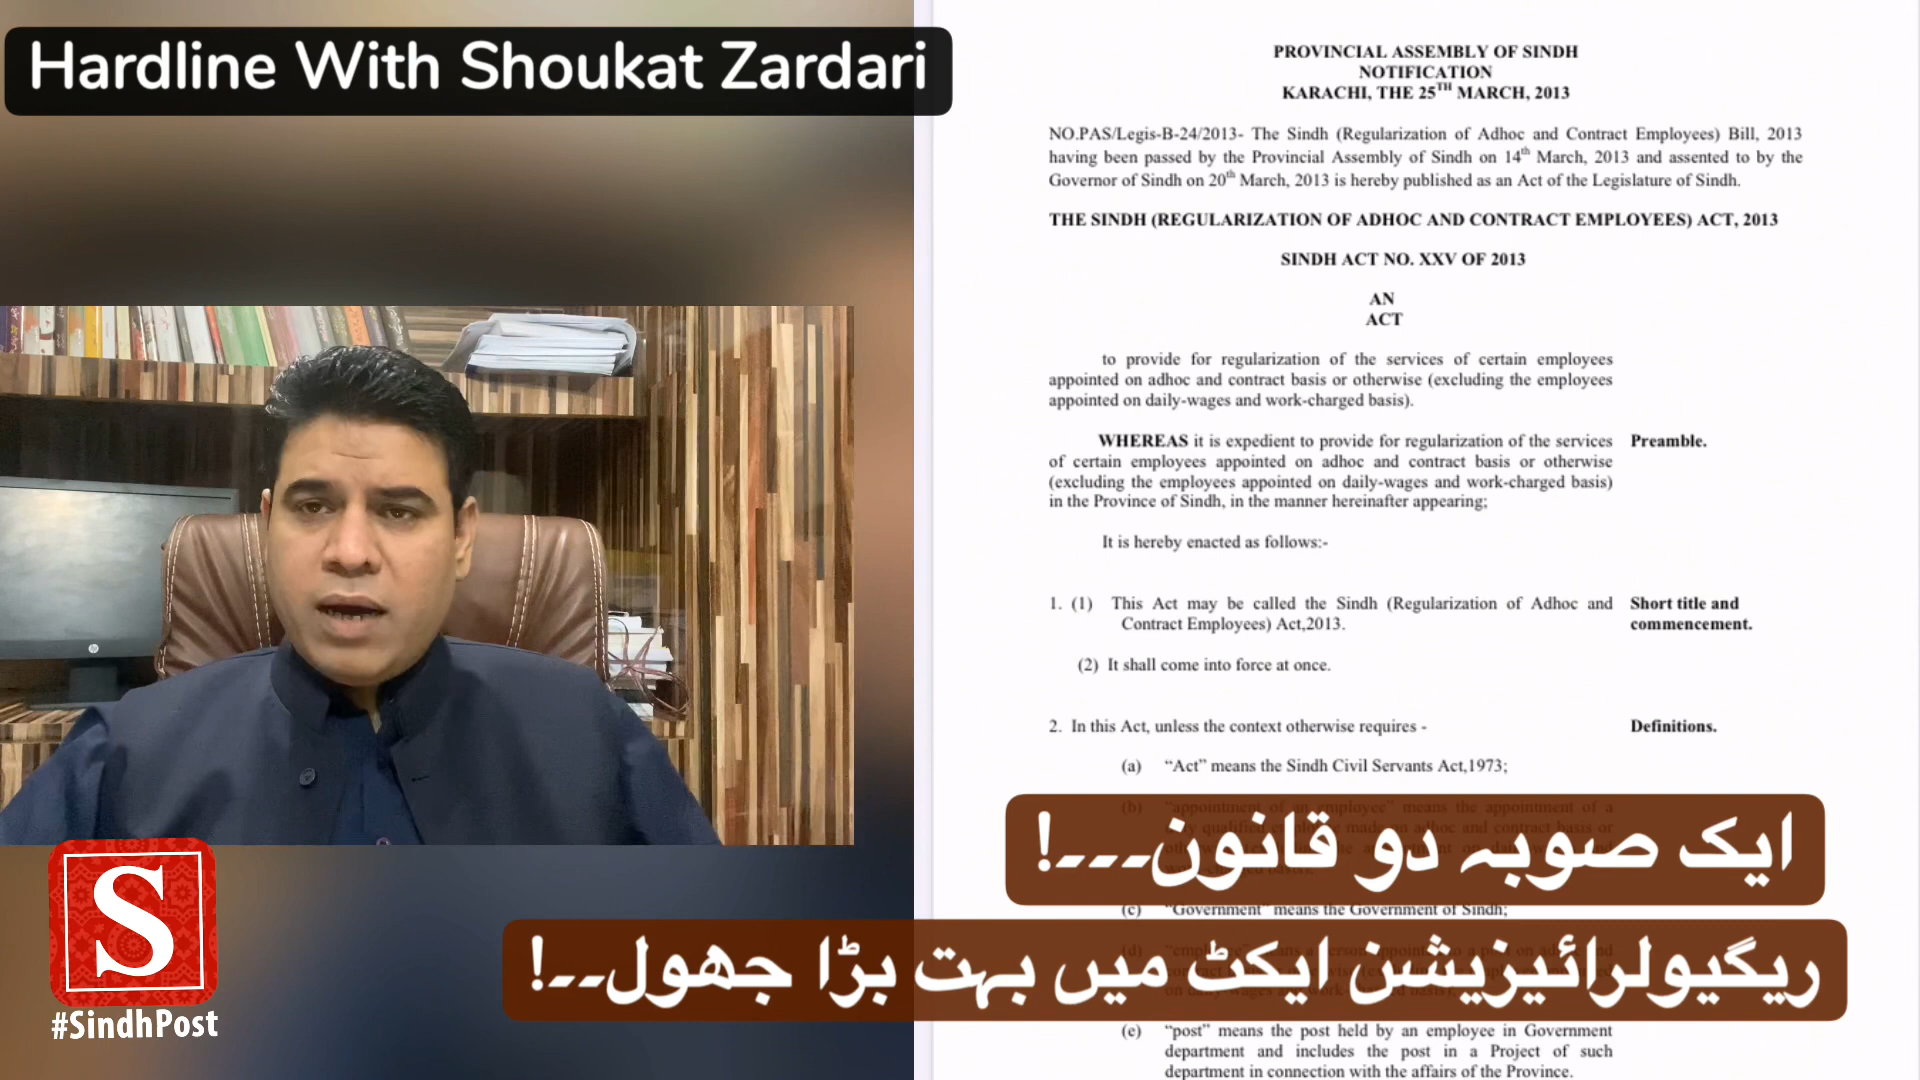 Hardline With Shoukat Zardari
PROVINCIAL ASSEMBLY OF SINDH
NOTIFICATION
KARACHI, THE 25TH MARCH, 2013
NO.PAS/Legis-B-24/2013- The Sindh (Regularization of Adhoc and Contract Employees) Bill, 2013
having been passed by the Provincial Assembly of Sindh on 14th March, 2013 and assented to by the
Governor of Sindh on 20th March, 2013 is hereby published as an Act of the Legislature of Sindh.
THE SINDH (REGULARIZATION OF ADHOC AND CONTRACT EMPLOYEES) ACT, 2013
SINDH ACT NO. XXV OF 2013
AN
ACT
to provide for regularization of the services of certain employees
appointed on adhoc and contract basis or otherwise (excluding the employees
appointed on daily-wages and work-charged basis).
WHEREAS it is expedient to provide for regularization of the services Preamble.
of certain employees appointed on adhoc and contract basis or otherwise
(excluding the employees appointed on daily-wages and work-charged basis)
in the Province of Sindh, in the manner hereinafter appearing;
It is hereby enacted as follows:-
1. (1) This Act may be called the Sindh (Regularization of Adhoc and Short title and
Contract Employees) Act,2013. commencement.
(2) It shall come into force at once.
2. In this Act, unless the context otherwise requires - Definitions.
(a) “Act” means the Sindh Civil Servants Act,1973;
(b) “appointment of an employee” means the appointment of a
ایک صوبہ دو قانون---!
(c) “Government” means the Government of Sindh;
ریگیولرائیزیشن ایکٹ میں بہت بڑا جھول--!
(e) “post” means the post held by an employee in Government
department and includes the post in a Project of such
department in connection with the affairs of the Province.
S
#SindhPost
hp